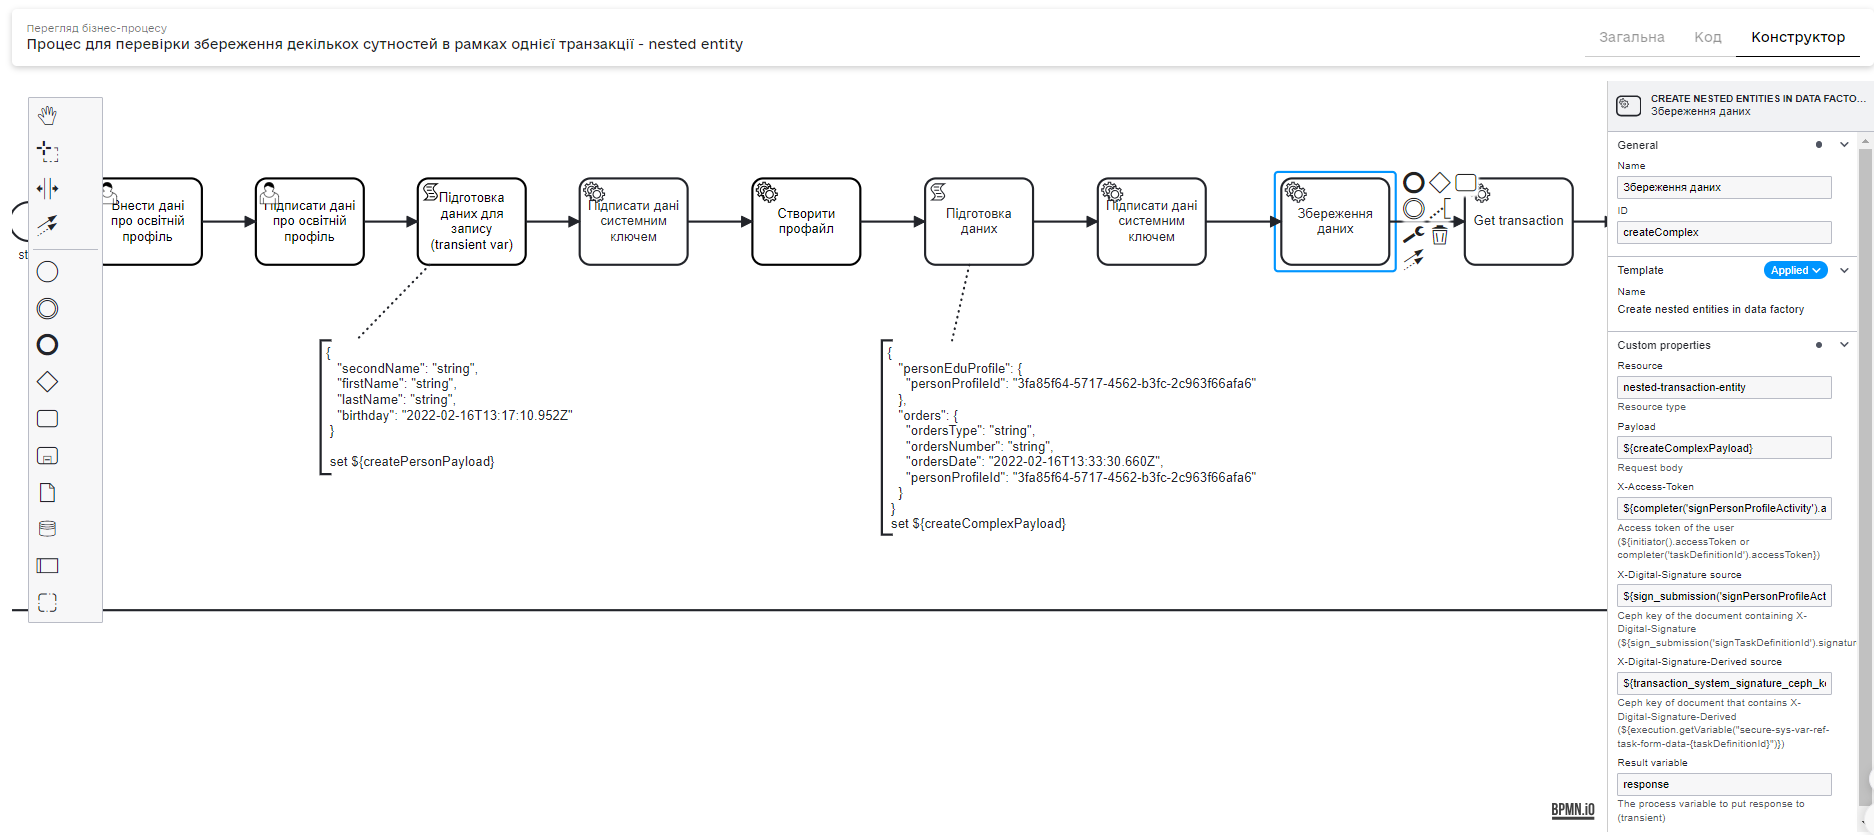 Перегляд бізнес-процесу
Процес для перевірки збереження декількох сутностей в рамках однієї транзакції - nested entity
Загальна
Код
Конструктор
st
Внести дані
про освітній
профіль
Підписати дані
про освітній
профіль
Підготовка
даних для
запису
(transient var)
Підписати дані
системним
ключем
Створити
профайл
Підготовка
даних
Підписати дані
системним
ключем
Збереження
даних
Get transaction
{
"secondName": "string",
"firstName": "string",
"lastName": "string",
"birthday": "2022-02-16T13:17:10.952Z"
}
set ${createPersonPayload}
{
"personEduProfile": {
"personProfileId": "3fa85f64-5717-4562-b3fc-2c963f66afa6"
},
"orders": {
"ordersType": "string",
"ordersNumber": "string",
"ordersDate": "2022-02-16T13:33:30.660Z",
"personProfileId": "3fa85f64-5717-4562-b3fc-2c963f66afa6"
}
}
set ${createComplexPayload}
BPMN.iO
CREATE NESTED ENTITIES IN DATA FACTO...
Збереження даних
General
Name
Збереження даних
ID
createComplex
Template
Applied
Name
Create nested entities in data factory
Custom properties
Resource
nested-transaction-entity
Resource type
Payload
${createComplexPayload}
Request body
X-Access-Token
${completer('signPersonProfileActivity').a
Access token of the user
(${initiator().accessToken or
completer('taskDefinitionId').accessToken})
X-Digital-Signature source
${sign_submission('signPersonProfileAct
Ceph key of the document containing X-
Digital-Signature
(${sign_submission('signTaskDefinitionId').signatur
X-Digital-Signature-Derived source
${transaction_system_signature_ceph_k
Ceph key of document that contains X-
Digital-Signature-Derived
(${execution.getVariable("secure-sys-var-ref-
task-form-data-{taskDefinitionId}")})
Result variable
response
The process variable to put response to
(transient)